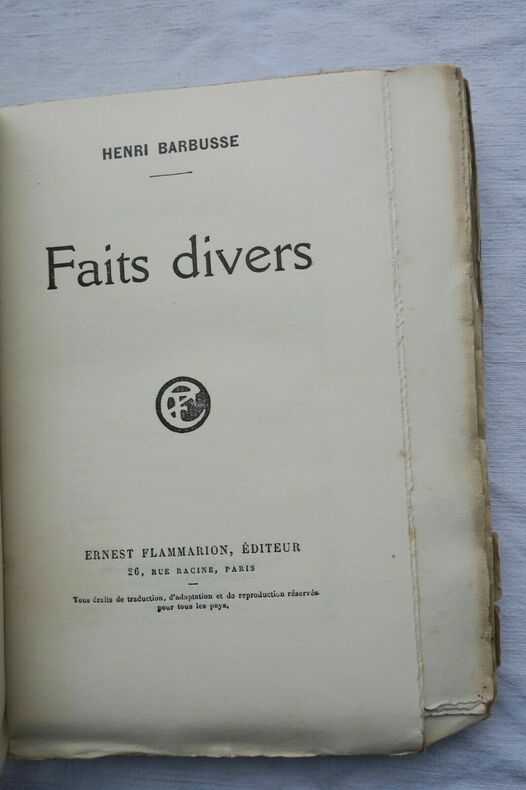 HENRI BARBUSSE
Faits divers
ERNEST FLAMMARION, ÉDITEUR
26, RUE RACINE, PARIS
Tous droits de traduction, d'adaptation et de reproduction réservés
pour tous les pays.